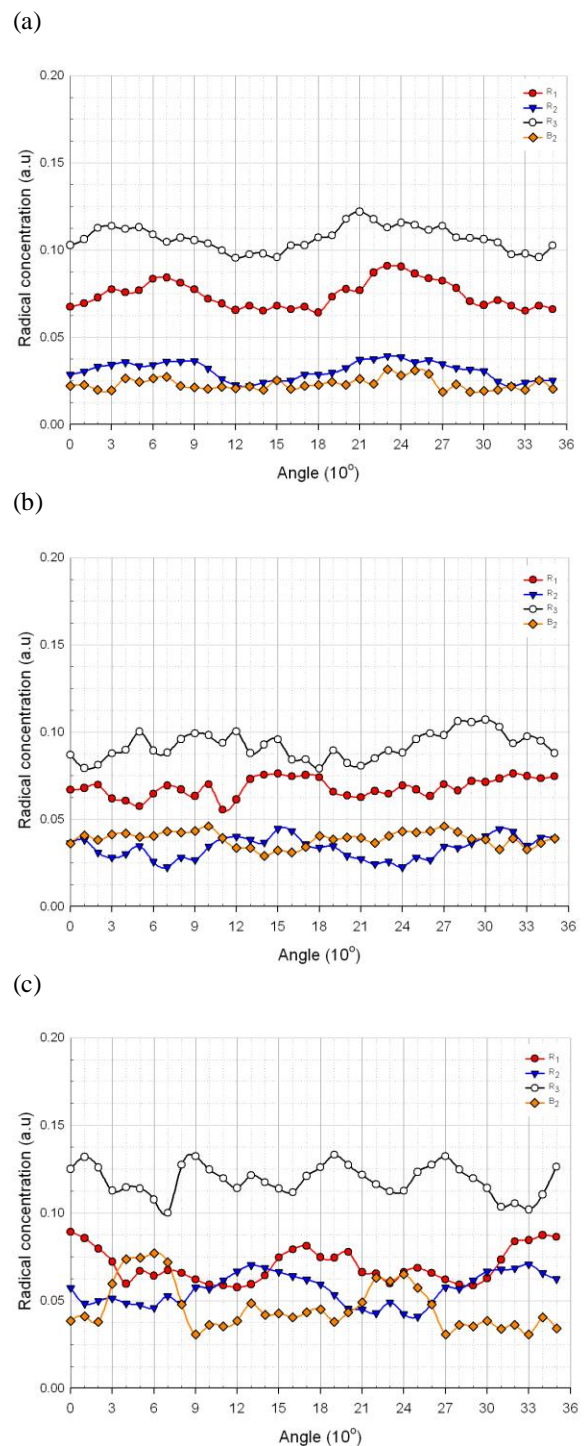 (a)
0.20
0.15
0.10
0.05
0.00
Radical concentration (a.u)
R1
R2
R3
B2
0 3 6 9 12 15 18 21 24 27 30 33 36
Angle (10°)
(b)
0.20
0.15
0.10
0.05
0.00
Radical concentration (a.u)
R1
R2
R3
B2
0 3 6 9 12 15 18 21 24 27 30 33 36
Angle (10°)
(c)
0.20
0.15
0.10
0.05
0.00
Radical concentration (a.u)
R1
R2
R3
B2
0 3 6 9 12 15 18 21 24 27 30 33 36
Angle (10°)